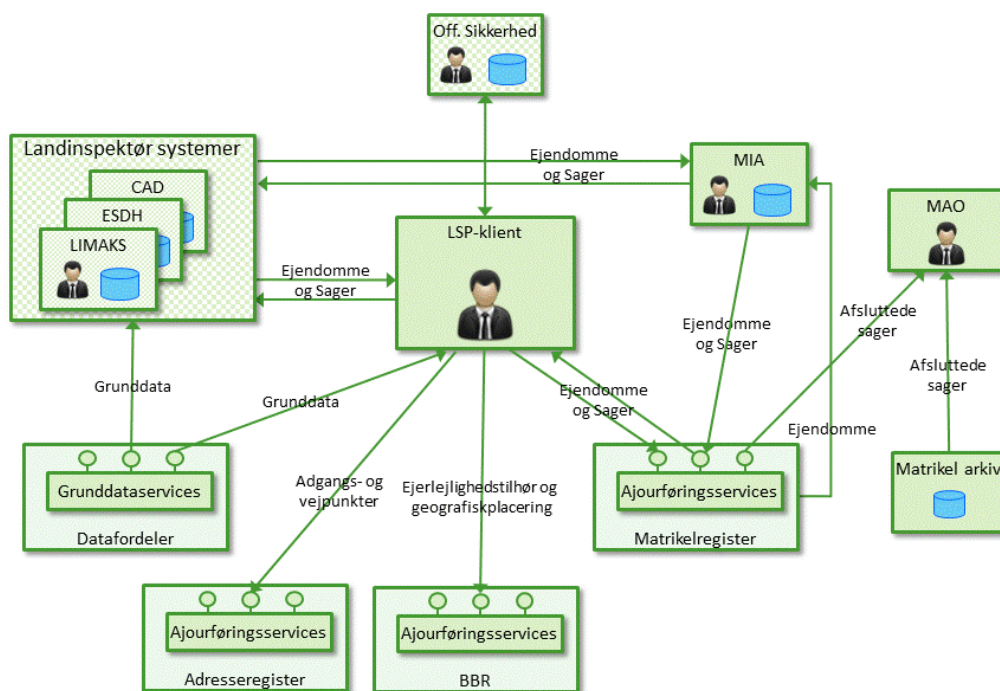 Off. Sikkerhed
Landinspektør systemer
CAD
ESDH
LIMAKS
Ejendomme
og Sager
MIA
MAO
LSP-klient
Ejendomme
og Sager
Ejendomme
og Sager
Afsluttede
sager
Afsluttede
sager
Grunddata
Grunddata
Ejendomme
og Sager
Ejendomme
Adgangs- og
vejpunkter
Ejerlejlighedstilhør og
geografiskplacering
Grunddataservices
Datafordeler
Ajourføringsservices
Matrikelregister
Matrikel arkiv
Ajourføringsservices
Adresseregister
Ajourføringsservices
BBR